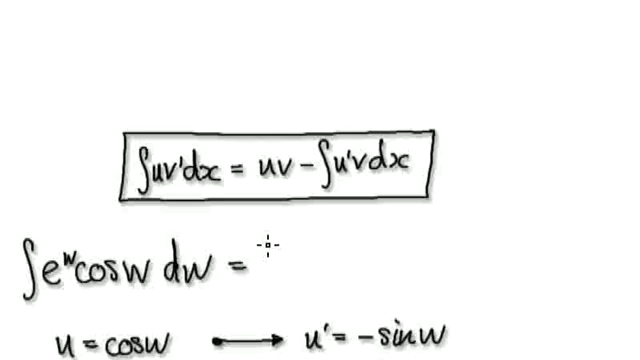 ∫uv'dx = uv - ∫u'vdx
∫e^w cosw dw =
u = cosw → u' = -sinw